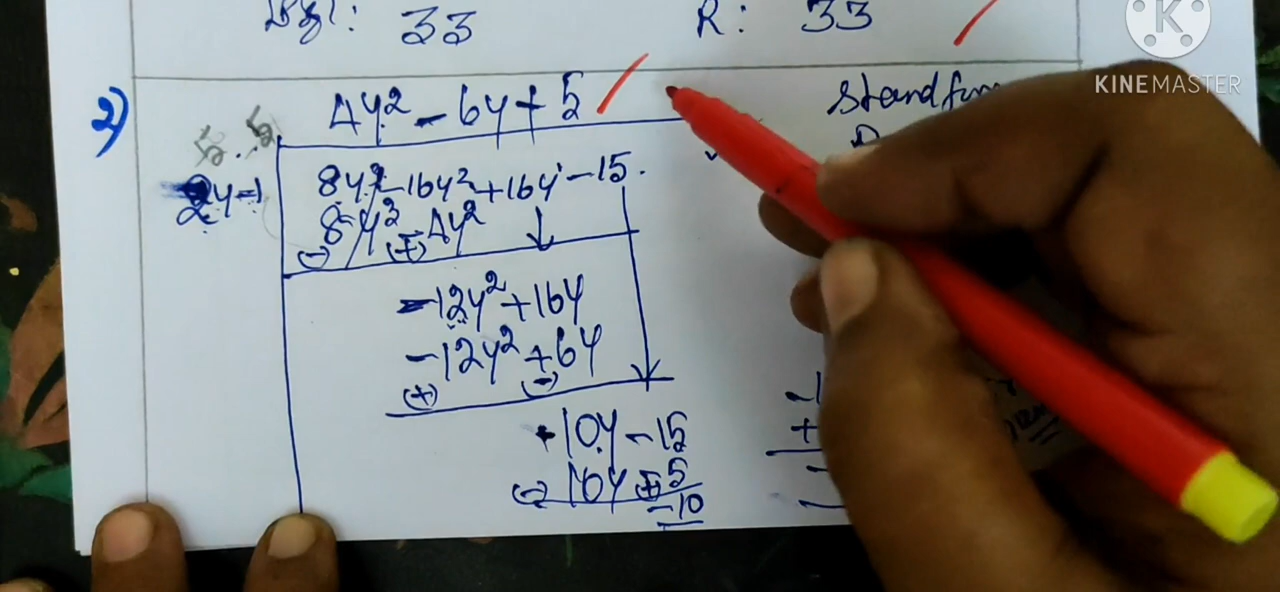 33 R: 33
KINEMASTER
2) 4y² - 6y + 5 Stand
2y-1 8y³-16y²+16y-15.
8y³-4y²
(-) (+)
-12y²+16y
-12y²+6y
(+) (-)
10y-15
(-) 10y 5
-10